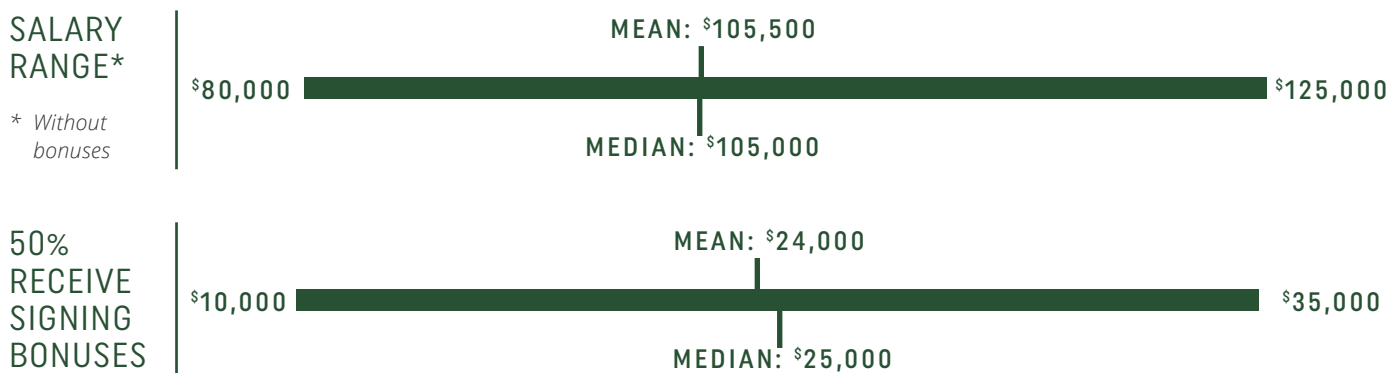 SALARY
RANGE*
* Without
bonuses
MEAN: $105,500
$80,000
$125,000
MEDIAN: $105,000
50%
RECEIVE
SIGNING
BONUSES
MEAN: $24,000
$10,000
$35,000
MEDIAN: $25,000